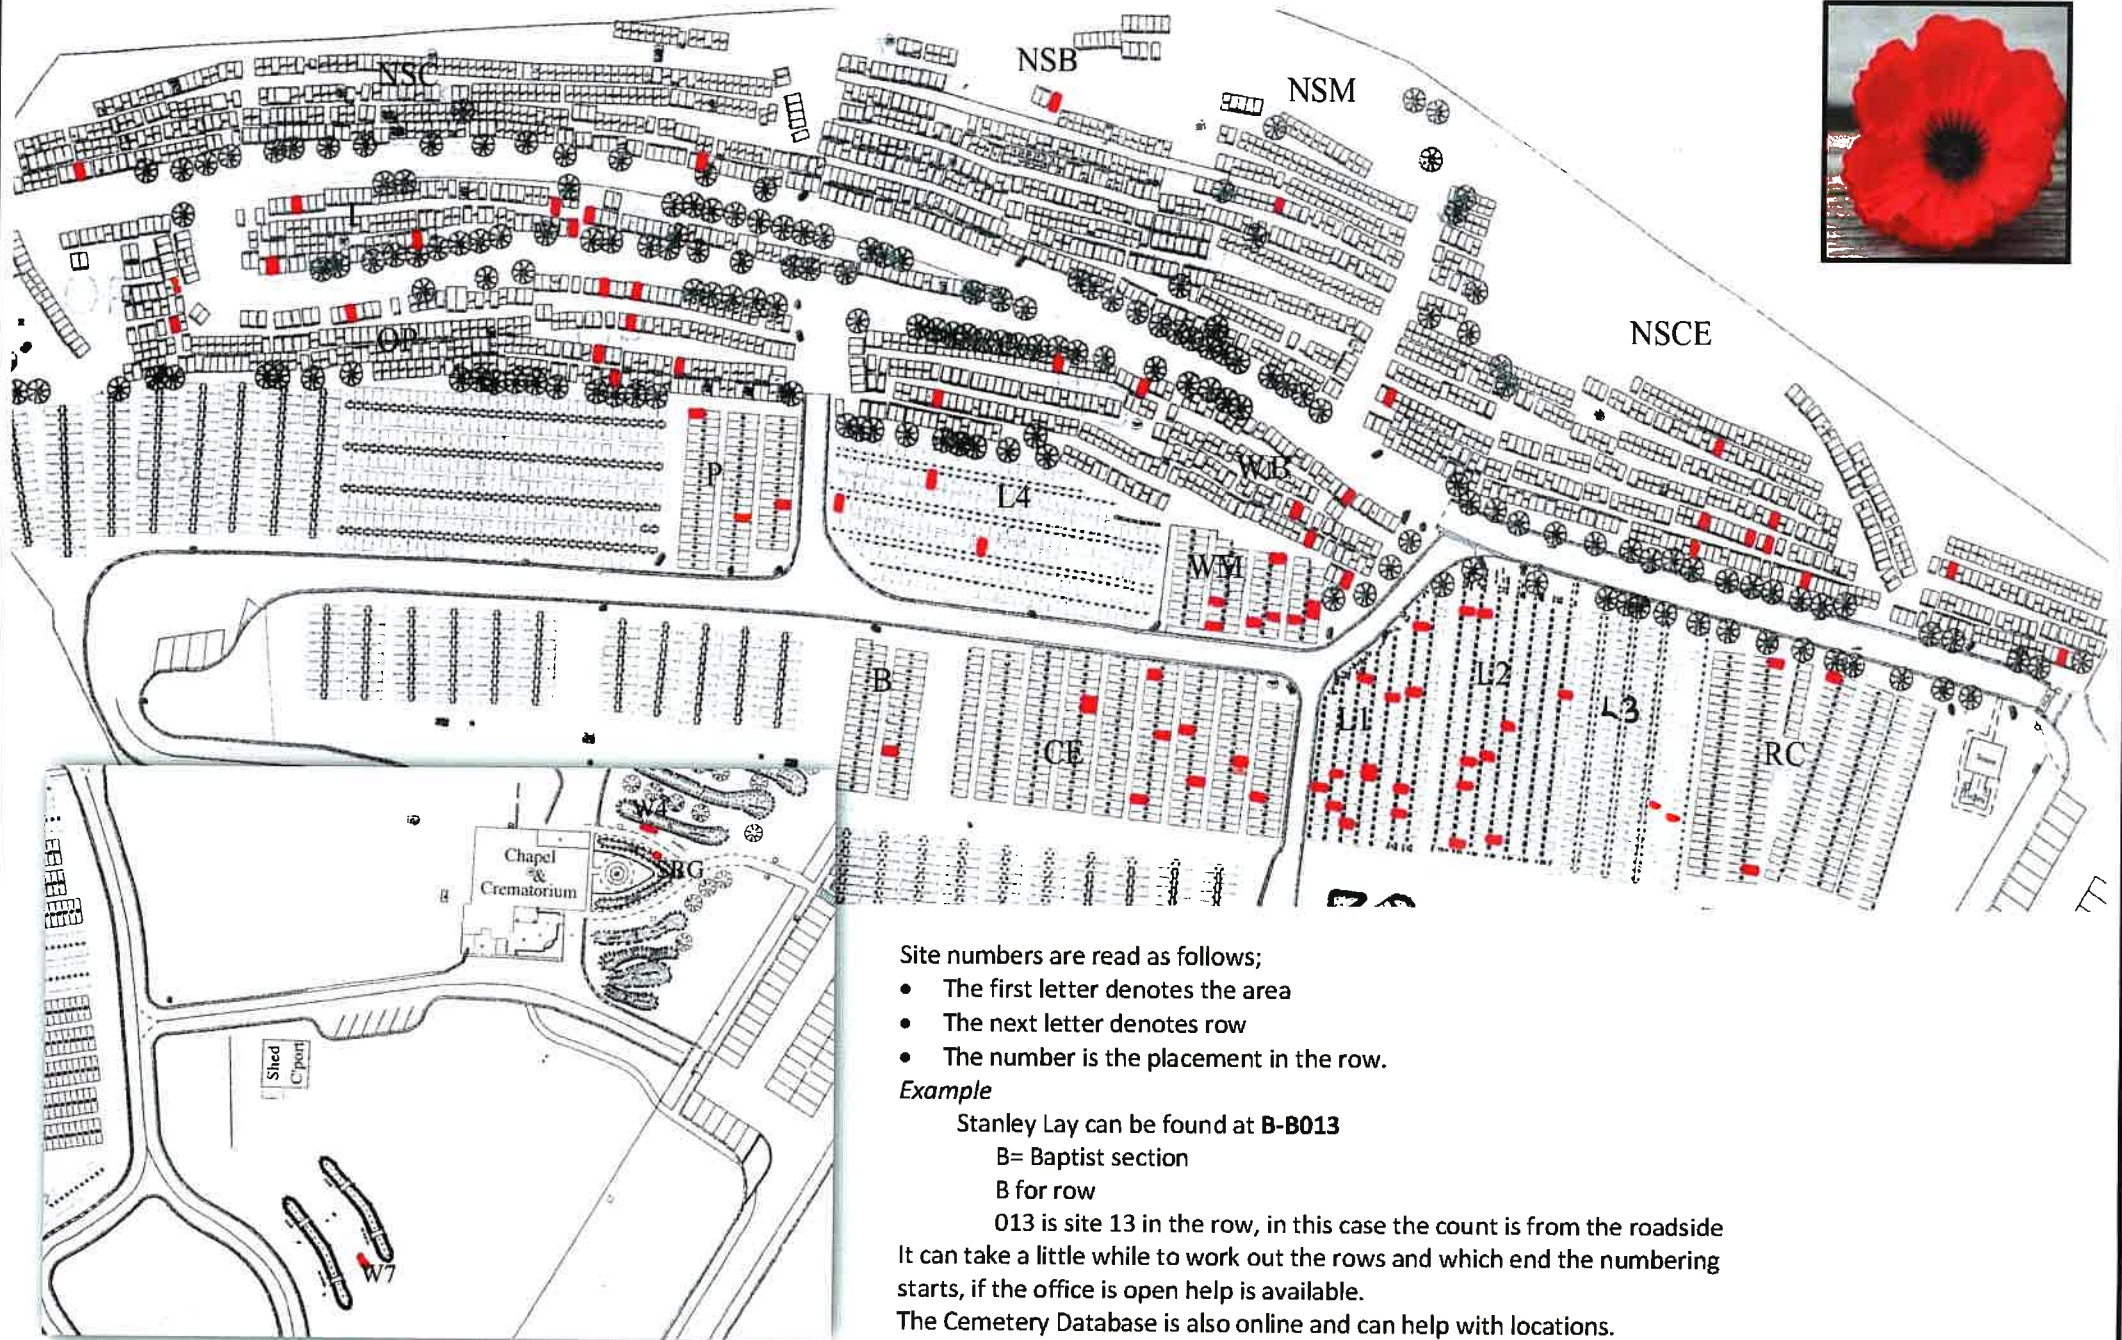 NSC
NSB
NSM
I
NSCE
OP
P
L4
WB
WM
B
CE
L1
L2
L3
RC
W4
SRG
Chapel
&
Crematorium
Shed
C'port
W7
Site numbers are read as follows;
• The first letter denotes the area
• The next letter denotes row
• The number is the placement in the row.
Example
Stanley Lay can be found at B-B013
B= Baptist section
B for row
013 is site 13 in the row, in this case the count is from the roadside
It can take a little while to work out the rows and which end the numbering
starts, if the office is open help is available.
The Cemetery Database is also online and can help with locations.